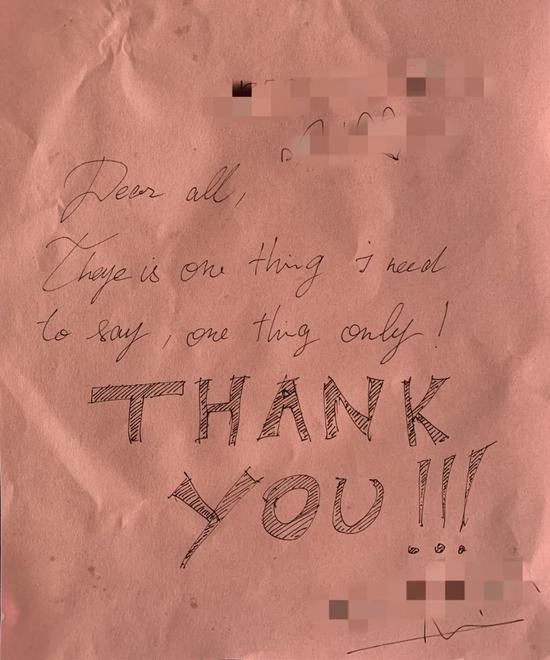 Dear all,
There is one thing i need
to say, one thing only!
THANK
YOU!!!